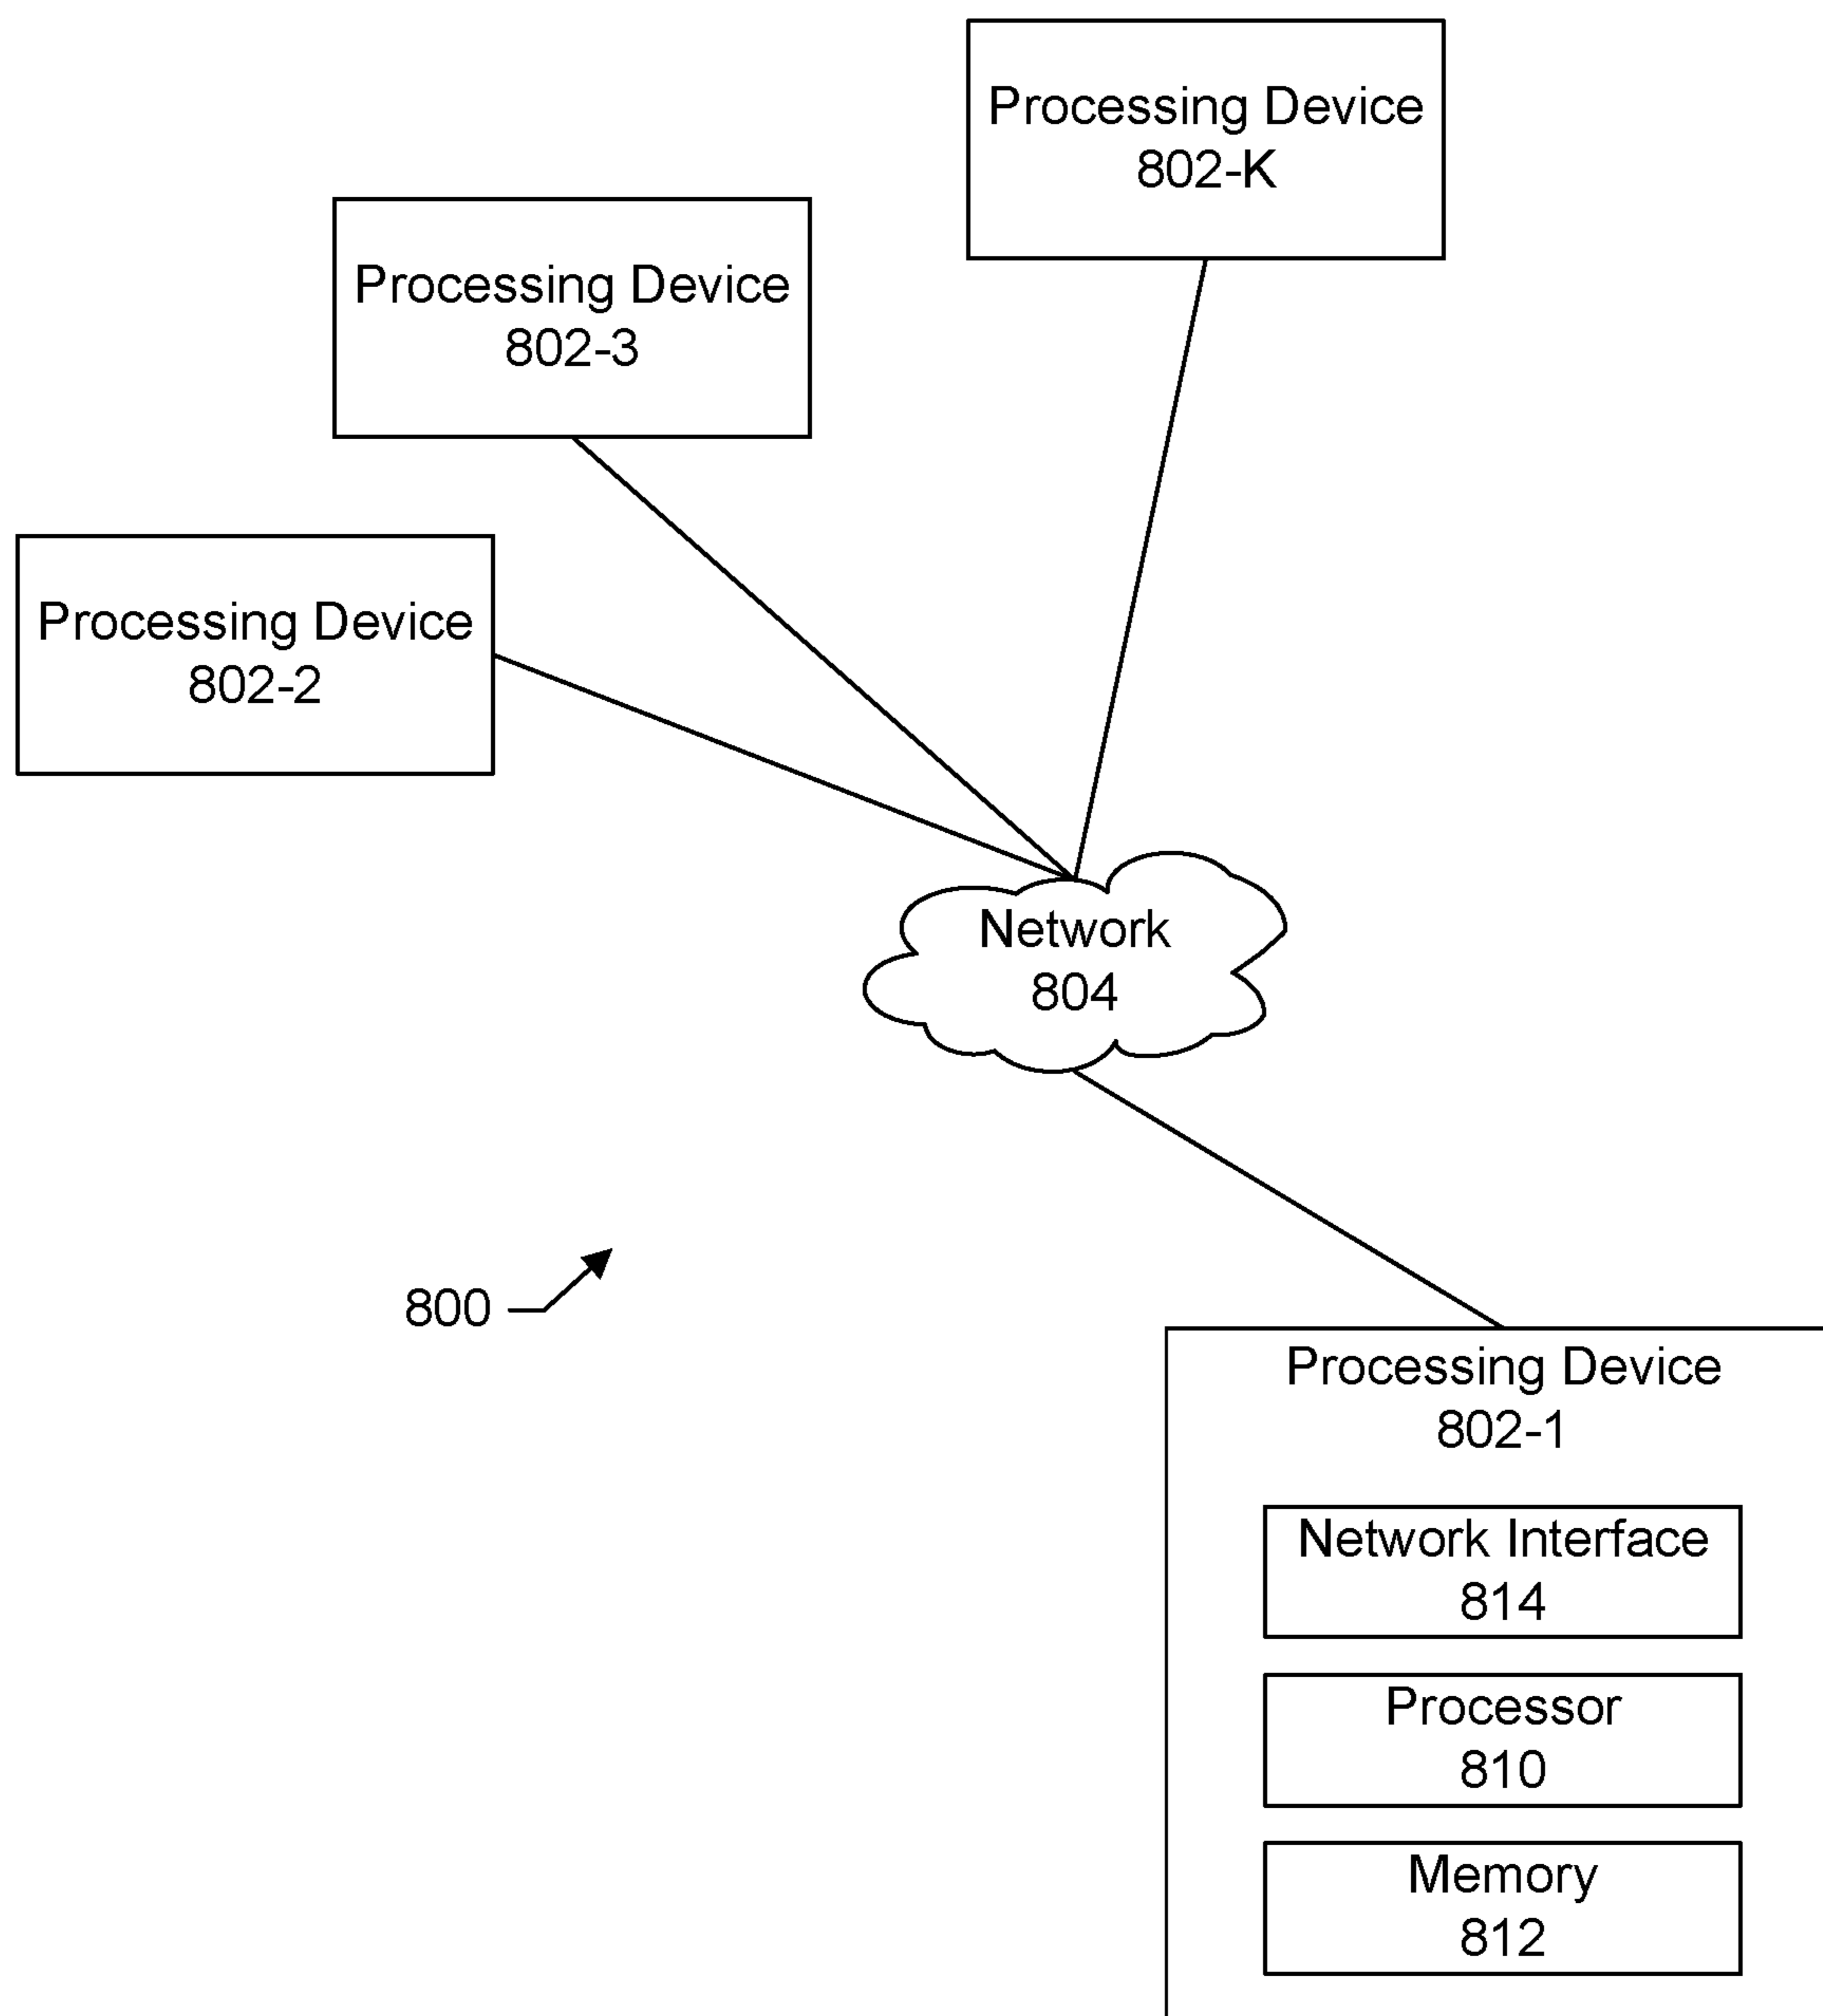 Processing Device
802-K
Processing Device
802-3
Processing Device
802-2
Network
804
800
Processing Device
802-1
Network Interface
814
Processor
810
Memory
812